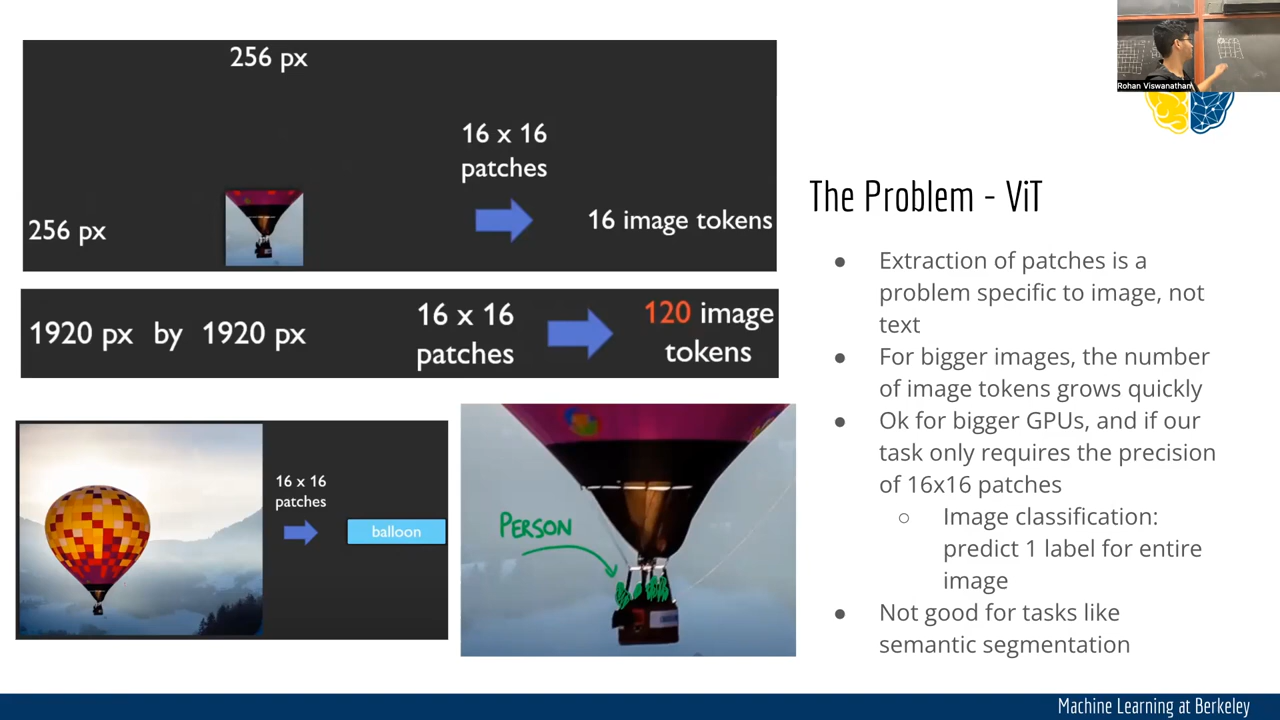 256 px
16 x 16
patches
256 px
16 image tokens
1920 px by 1920 px
16 x 16
patches
120 image
tokens
16 x 16
patches
balloon
PERSON
Rohan Viswanathan
The Problem - ViT
● Extraction of patches is a
problem specific to image, not
text
● For bigger images, the number
of image tokens grows quickly
● Ok for bigger GPUs, and if our
task only requires the precision
of 16x16 patches
○ Image classification:
predict 1 label for entire
image
● Not good for tasks like
semantic segmentation
Machine Learning at Berkeley